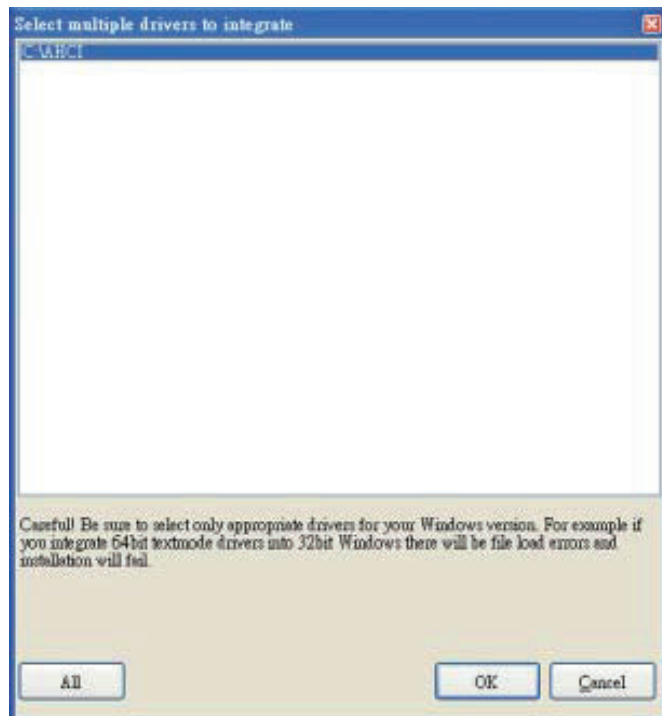 Select multiple drivers to integrate
C:\AHCI
Careful! Be sure to select only appropriate drivers for your Windows version. For example if
you integrate 64bit textmode drivers into 32bit Windows there will be file load errors and
installation will fail.
All
OK
Cancel